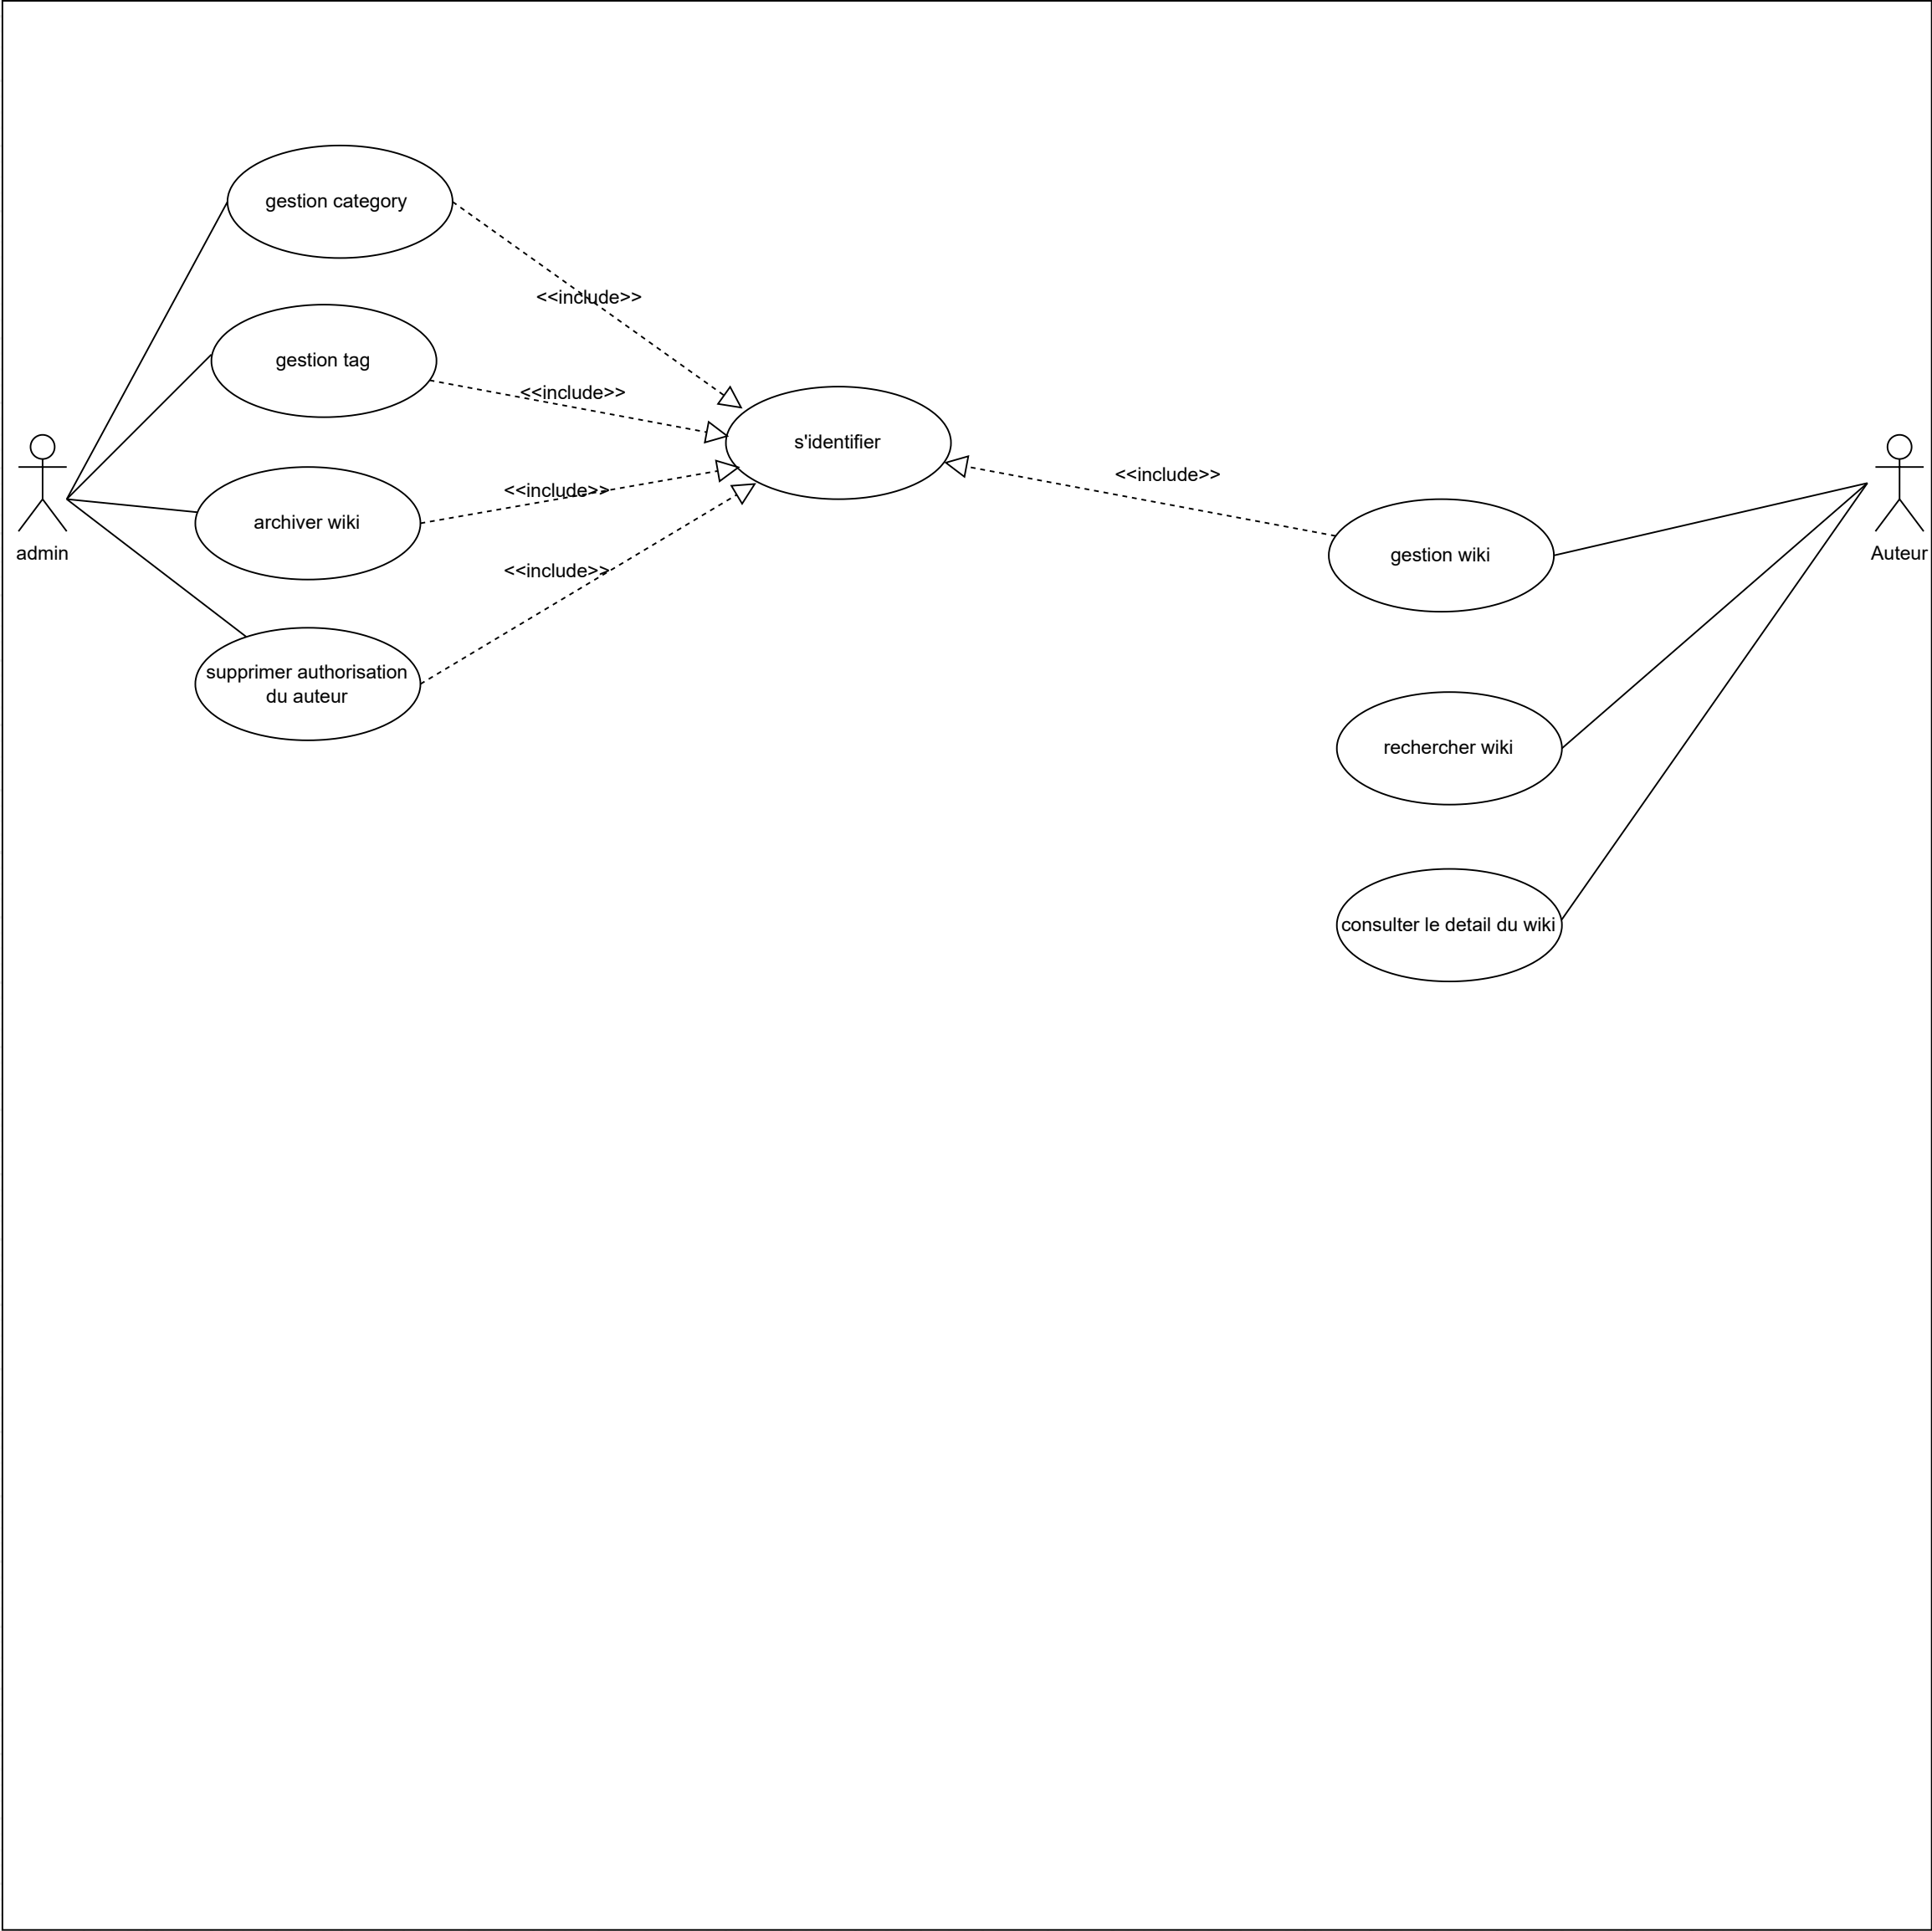 gestion category
<<include>>
gestion tag
<<include>>
s'identifier
<<include>>
<<include>>
archiver wiki
admin
Auteur
gestion wiki
<<include>>
supprimer authorisation
du auteur
rechercher wiki
consulter le detail du wiki